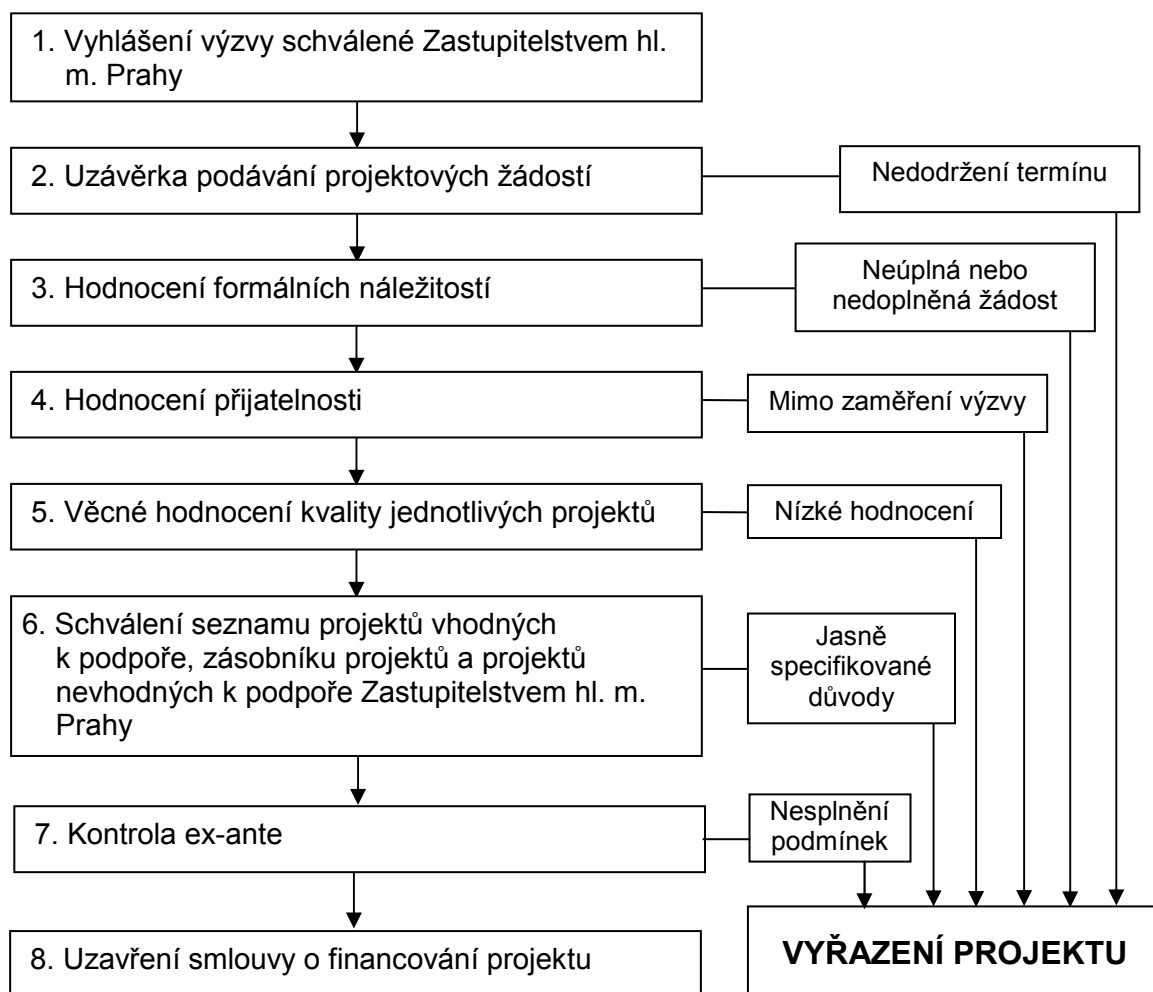 1. Vyhlášení výzvy schválené Zastupitelstvem hl.
m. Prahy
2. Uzávěrka podávání projektových žádostí
Nedodržení termínu
3. Hodnocení formálních náležitostí
Neúplná nebo
nedoplněná žádost
4. Hodnocení přijatelnosti
Mimo zaměření výzvy
5. Věcné hodnocení kvality jednotlivých projektů
Nízké hodnocení
6. Schválení seznamu projektů vhodných
k podpoře, zásobníku projektů a projektů
nevhodných k podpoře Zastupitelstvem hl. m.
Prahy
Jasně
specifikované
důvody
7. Kontrola ex-ante
Nesplnění
podmínek
8. Uzavření smlouvy o financování projektu
VYŘAZENÍ PROJEKTU